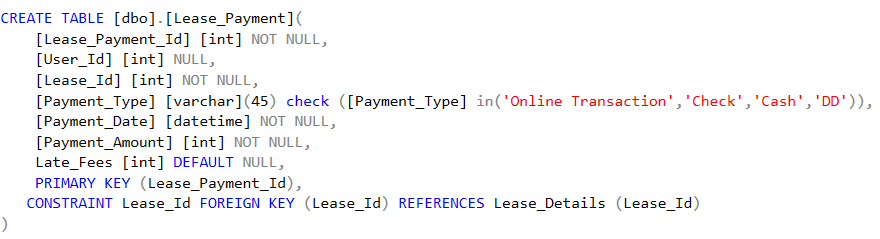 CREATE TABLE [dbo].[Lease_Payment](
[Lease_Payment_Id] [int] NOT NULL,
[User_Id] [int] NULL,
[Lease_Id] [int] NOT NULL,
[Payment_Type] [varchar](45) check ([Payment_Type] in('Online Transaction','Check','Cash','DD')),
[Payment_Date] [datetime] NOT NULL,
[Payment_Amount] [int] NOT NULL,
Late_Fees [int] DEFAULT NULL,
PRIMARY KEY (Lease_Payment_Id),
CONSTRAINT Lease_Id FOREIGN KEY (Lease_Id) REFERENCES Lease_Details (Lease_Id)
)